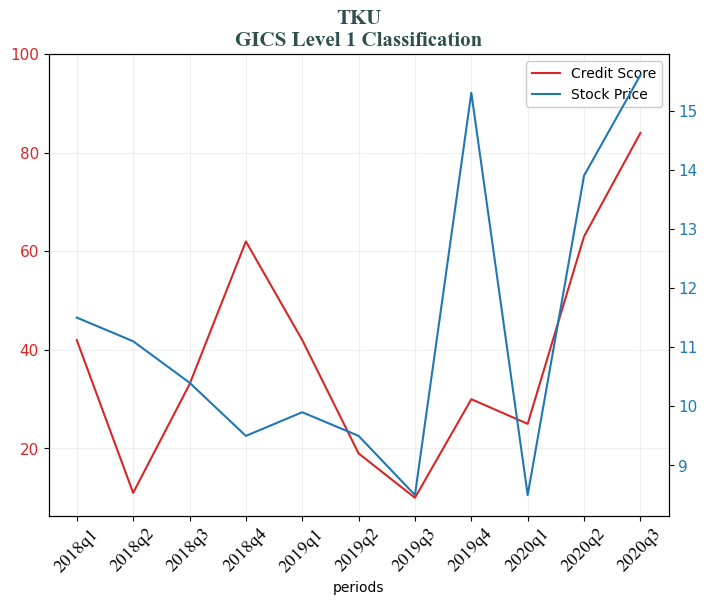 TKU
GICS Level 1 Classification
Credit Score
Stock Price
100
80
60
40
20
15
14
13
12
11
10
9
2018q1
2018q2
2018q3
2018q4
2019q1
2019q2
2019q3
2019q4
2020q1
2020q2
2020q3
periods